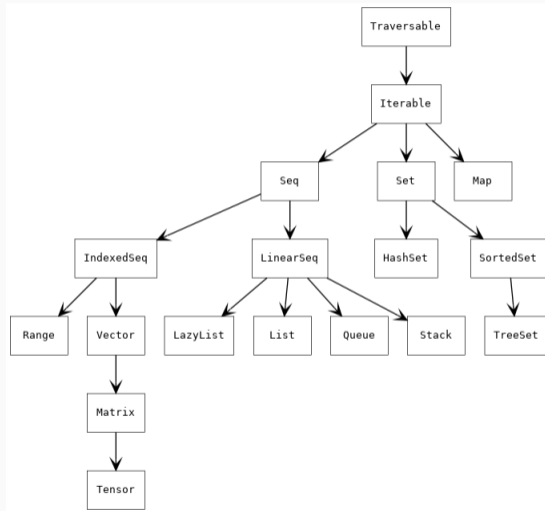 Traversable
Iterable
Seq
Set
Map
IndexedSeq
LinearSeq
HashSet
SortedSet
Range
Vector
LazyList
List
Queue
Stack
TreeSet
Matrix
Tensor